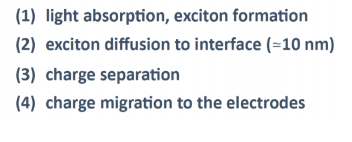 (1) light absorption, exciton formation
(2) exciton diffusion to interface (≃10 nm)
(3) charge separation
(4) charge migration to the electrodes